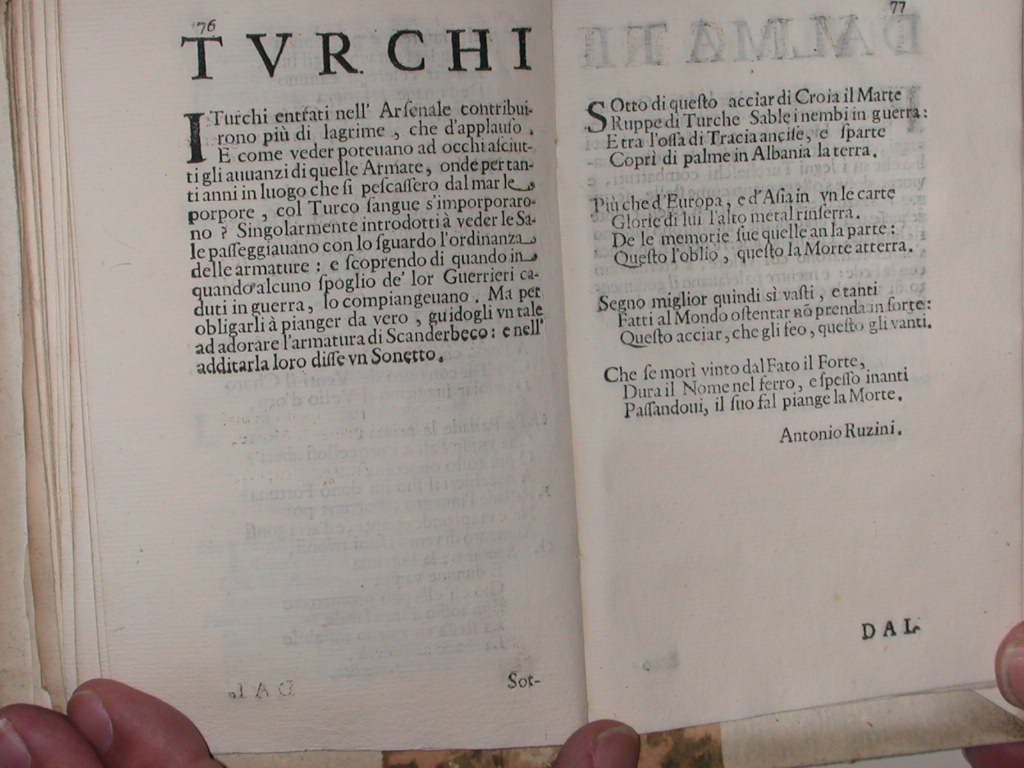 76
TVRCHI
I Turchi entrati nell' Arſenale contribui-
rono più di lagrime , che d'applauſo .
E come veder poteuano ad occhi aſciut-
ti gli auuanzi di quelle Armate, onde per tan-
ti anni in luogo che ſi peſcaſſero dal mar le
porpore , col Turco ſangue s'imporporaro-
no ? Singolarmente introdotti à veder le Sa-
le paſſeggiauano con lo ſguardo l'ordinanza
delle armature : e ſcoprendo di quando in
quando alcuno ſpoglio de' lor Guerrieri ca-
duti in guerra, lo compiangeuano . Ma per
obligarli à pianger da vero , guidogli vn tale
ad adorare l'armatura di Scanderbeco : e nell'
additarla loro diſſe vn Sonetto .
Sot-
77
SOtto di queſto acciar di Croia il Marte
Ruppe di Turche Sable i nembi in guerra :
E tra l'oſſa di Tracia anciſe, e ſparte
Coprì di palme in Albania la terra .
Più che d'Europa , e d'Aſia in vn le carte
Glorie di lui l'alto metal rinſerra .
De le memorie ſue quelle an la parte :
Queſto l'oblio , queſto la Morte atterra .
Segno miglior quindi sì vaſti , e tanti
Fatti al Mondo oſtentar nō prenda in ſorte :
Queſto acciar, che gli feo , queſto gli vanti .
Che ſe morì vinto dal Fato il Forte,
Dura il Nome nel ferro , e ſpeſſo inanti
Paſſandoui, il ſuo fal piange la Morte .
Antonio Ruzini .
DAL-